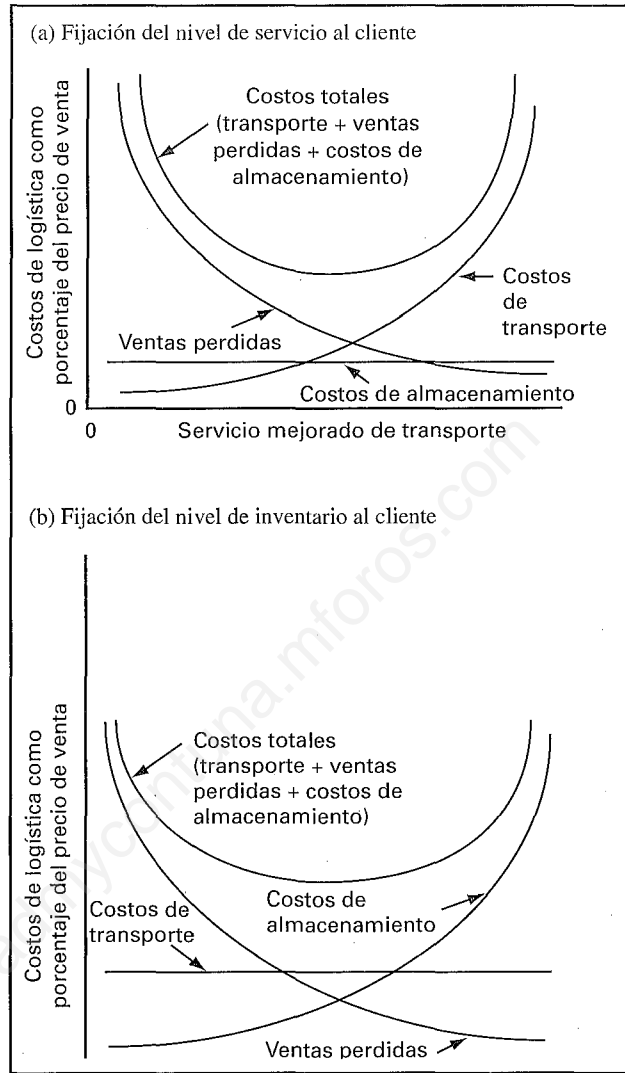 (a) Fijación del nivel de servicio al cliente
Costos de logística como
porcentaje del precio de venta
Costos totales
(transporte + ventas
perdidas + costos de
almacenamiento)
Costos
de
transporte
Ventas perdidas
Costos de almacenamiento
0
0
Servicio mejorado de transporte
(b) Fijación del nivel de inventario al cliente
Costos de logística como
porcentaje del precio de venta
Costos totales
(transporte + ventas
perdidas + costos de
almacenamiento)
Costos de
transporte
Costos de
almacenamiento
Ventas perdidas